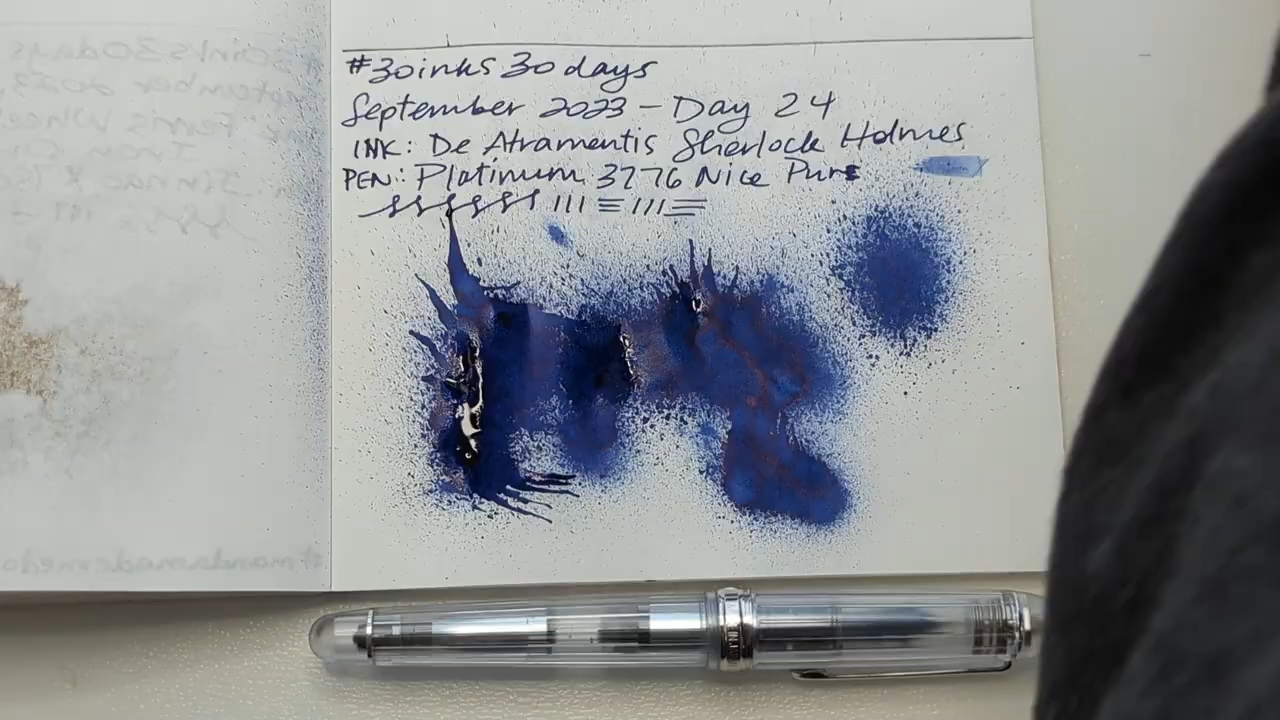 #30inks30days
September 2023 - Day 24
INK: De Atramentis Sherlock Holmes
PEN: Platinum 3776 Nice Pure